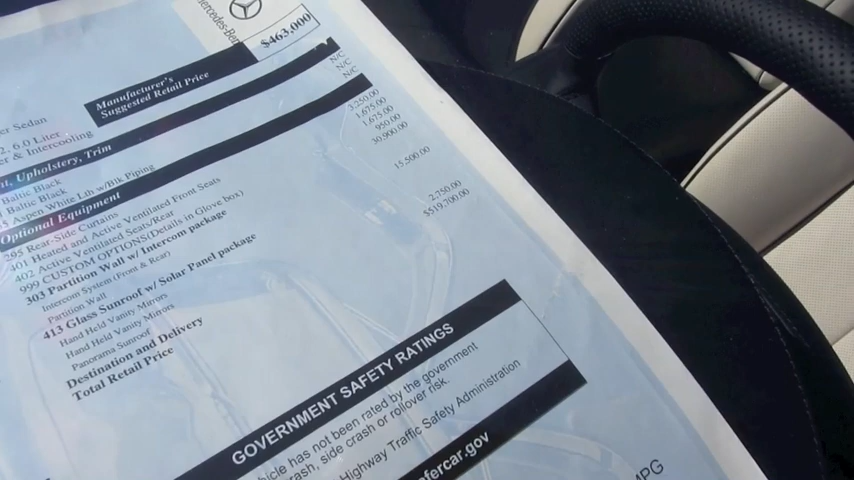 Mercedes-Benz
$463,000
Manufacturer's
Suggested Retail Price
er Sedan
2, 6.0 Liter
er & Intercooling
N/C
N/C
N/C
nt, Upholstery, Trim
Baltic Black
Baltic Black
Aspen White Lth w/Blk Piping
Optional Equipment
295 Rear-Side Curtains 3,250.00
401 Heated and Active Ventilated Front Seats 1,675.00
402 Active Ventilated Seats/Rear 1,675.00
999 CUSTOM OPTIONS(Details in Glove box) 950.00
303 Partition Wall w/ Intercom package 30,900.00
Intercom System (Front & Rear)
Partition Wall
413 Glass Sunroof w/ Solar Panel package 15,500.00
Hand Held Vanity Mirrors
Hand Held Vanity Mirrors
Panorama Sunroof
Destination and Delivery 2,750.00
Total Retail Price $519,700.00
GOVERNMENT SAFETY RATINGS
hicle has not been rated by the government
rash, side crash or rollover risk.
Highway Traffic Safety Administration
afercar.gov
MPG